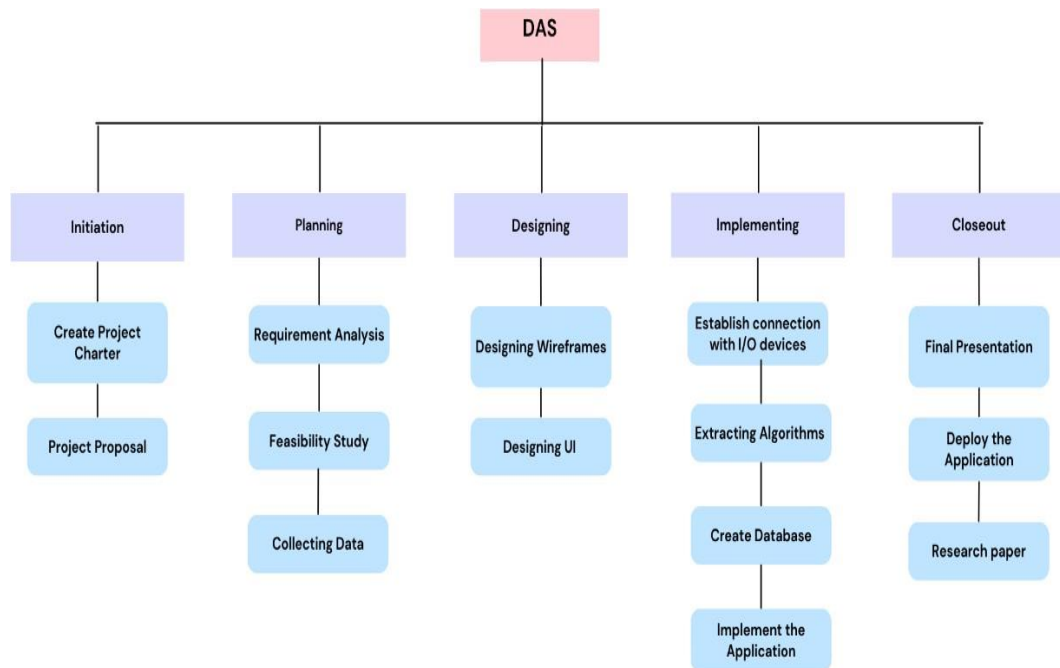 DAS
Initiation
Planning
Designing
Implementing
Closeout
Create Project
Charter
Project Proposal
Requirement Analysis
Feasibility Study
Collecting Data
Designing Wireframes
Designing UI
Establish connection
with I/O devices
Extracting Algorithms
Create Database
Implement the
Application
Final Presentation
Deploy the
Application
Research paper